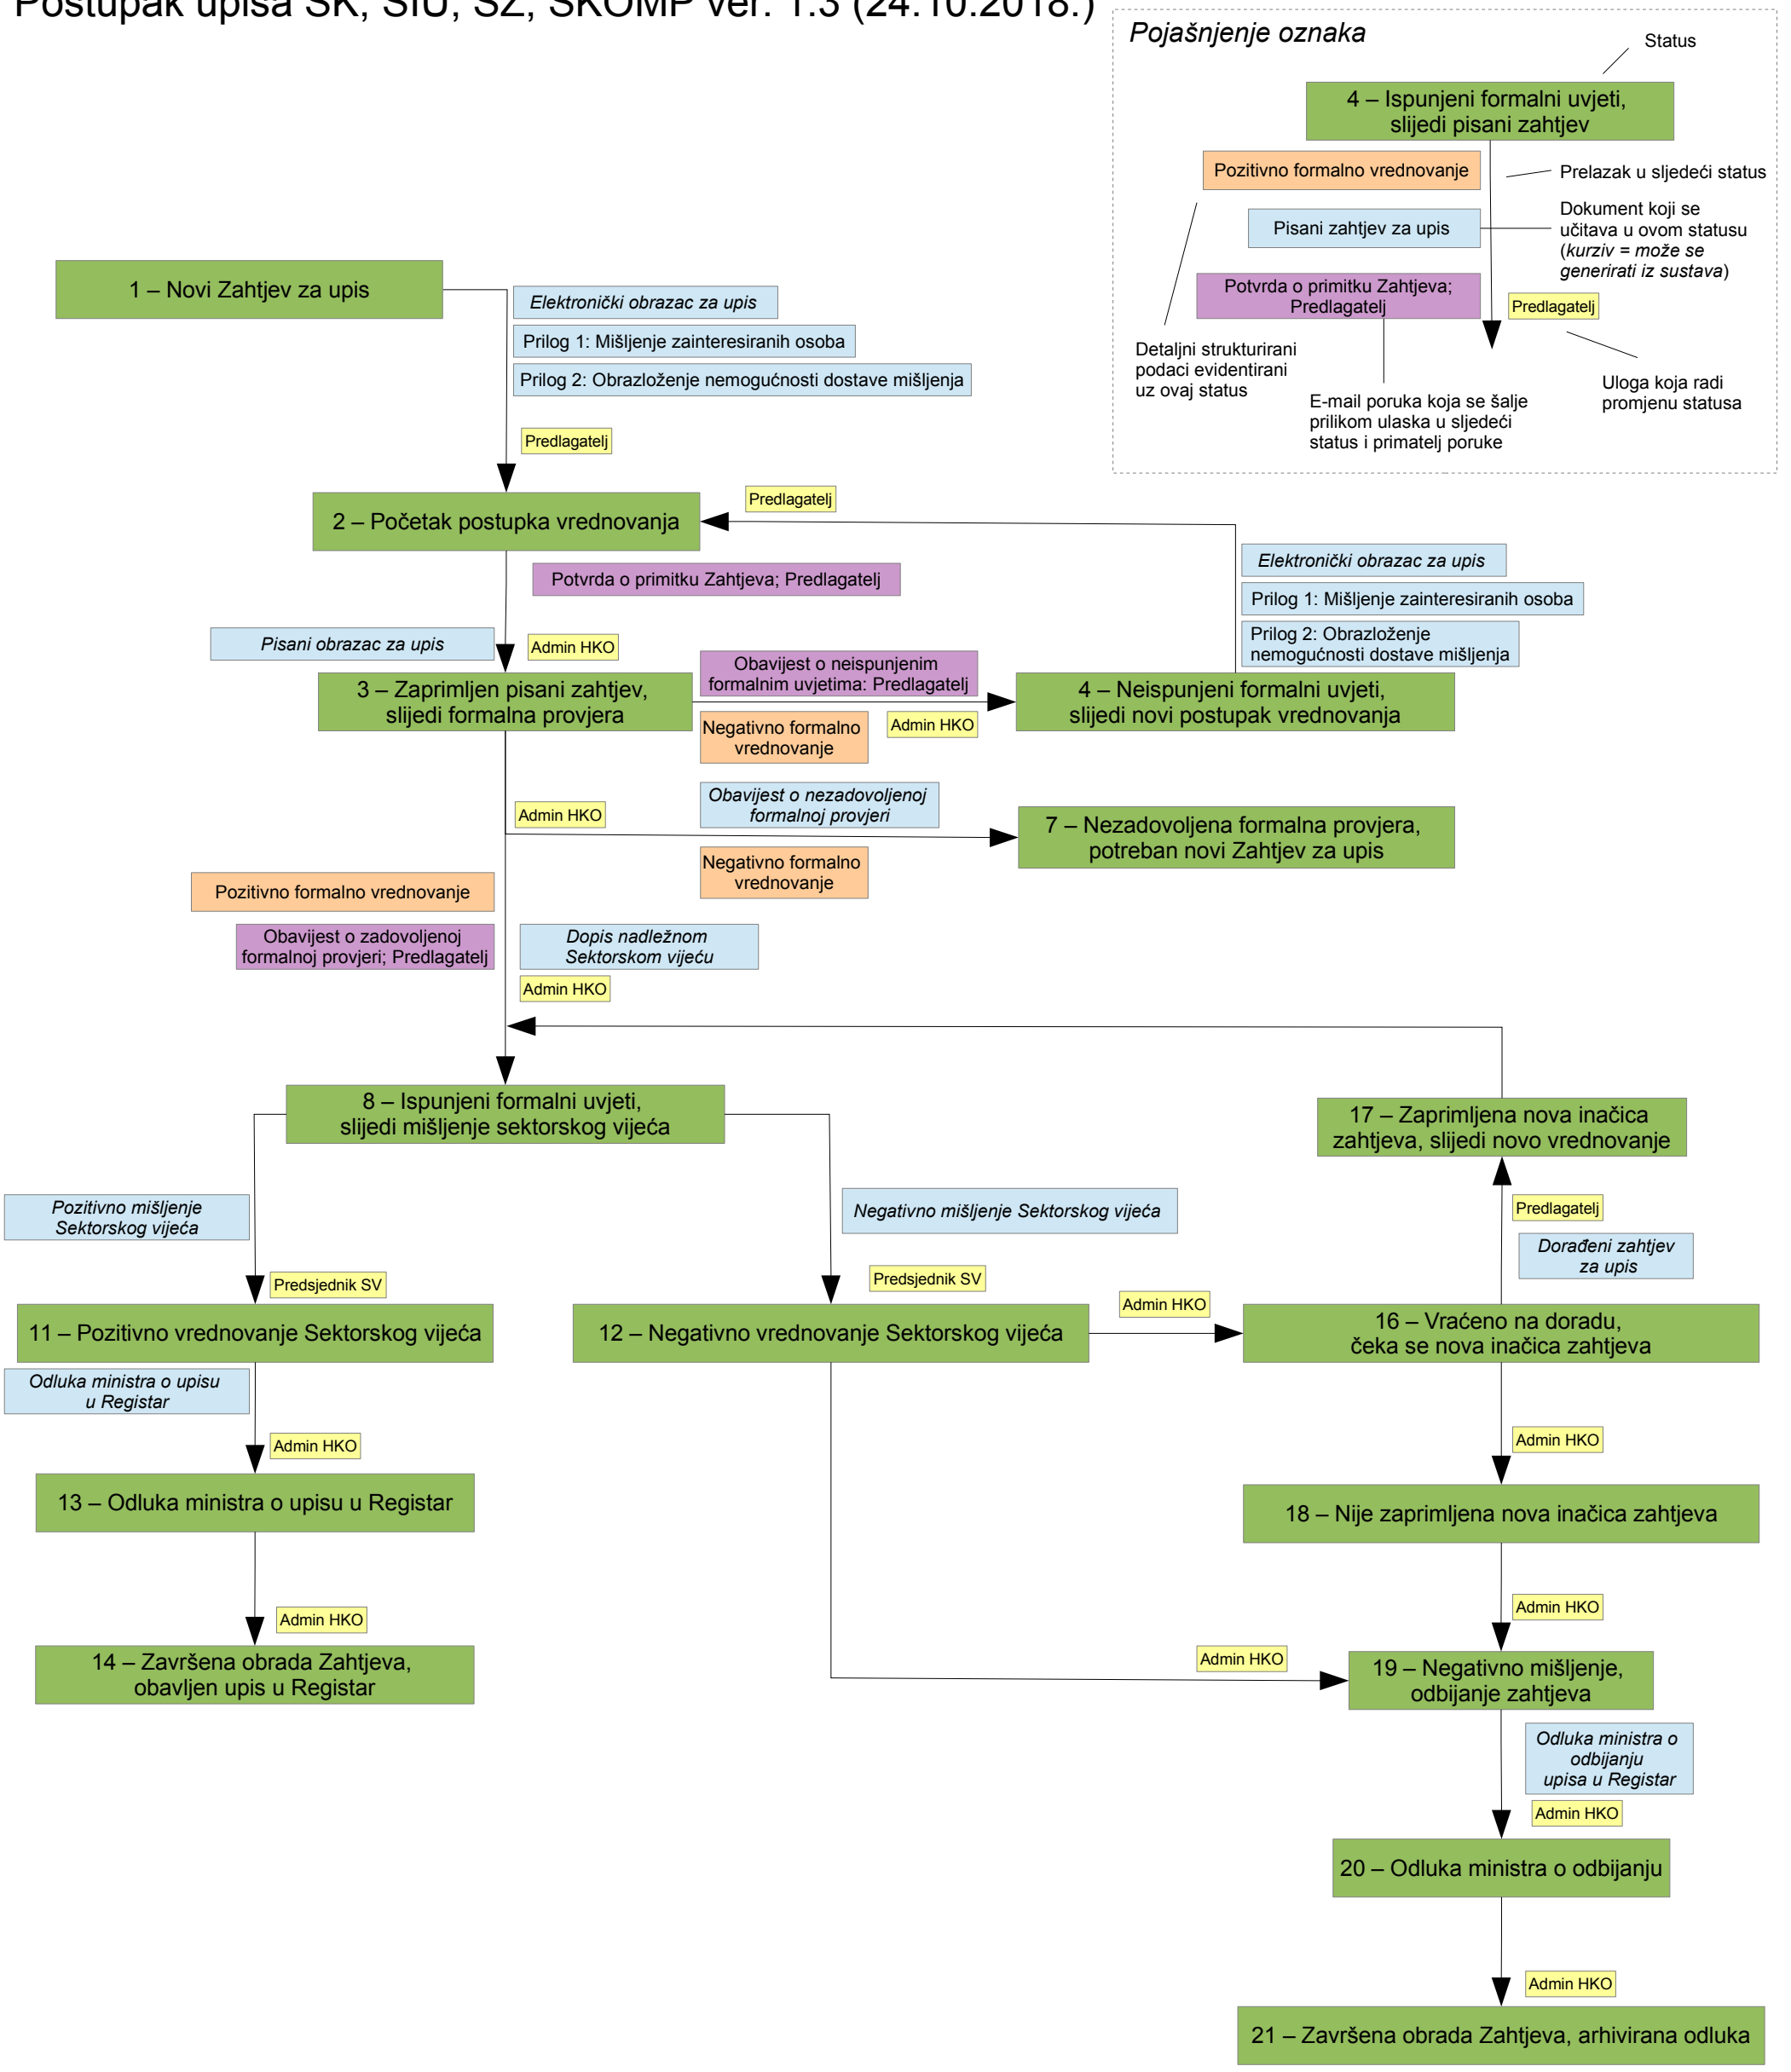 Postupak upisa SK, SIU, SZ, SKOMP ver. 1.3 (24.10.2018.)
Pojašnjenje oznaka
Status
4 – Ispunjeni formalni uvjeti,
slijedi pisani zahtjev
Pozitivno formalno vrednovanje
Prelazak u sljedeći status
Pisani zahtjev za upis
Dokument koji se
učitava u ovom statusu
(kurziv = može se
generirati iz sustava)
Potvrda o primitku Zahtjeva;
Predlagatelj
Predlagatelj
Detaljni strukturirani
podaci evidentirani
uz ovaj status
E-mail poruka koja se šalje
prilikom ulaska u sljedeći
status i primatelj poruke
Uloga koja radi
promjenu statusa
1 – Novi Zahtjev za upis
Elektronički obrazac za upis
Prilog 1: Mišljenje zainteresiranih osoba
Prilog 2: Obrazloženje nemogućnosti dostave mišljenja
Predlagatelj
2 – Početak postupka vrednovanja
Predlagatelj
Potvrda o primitku Zahtjeva; Predlagatelj
Elektronički obrazac za upis
Prilog 1: Mišljenje zainteresiranih osoba
Prilog 2: Obrazloženje
nemogućnosti dostave mišljenja
Pisani obrazac za upis
Admin HKO
3 – Zaprimljen pisani zahtjev,
slijedi formalna provjera
Obavijest o neispunjenim
formalnim uvjetima: Predlagatelj
Negativno formalno
vrednovanje
Admin HKO
4 – Neispunjeni formalni uvjeti,
slijedi novi postupak vrednovanja
Admin HKO
Obavijest o nezadovoljenoj
formalnoj provjeri
Negativno formalno
vrednovanje
7 – Nezadovoljena formalna provjera,
potreban novi Zahtjev za upis
Pozitivno formalno vrednovanje
Obavijest o zadovoljenoj
formalnoj provjeri; Predlagatelj
Dopis nadležnom
Sektorskom vijeću
Admin HKO
8 – Ispunjeni formalni uvjeti,
slijedi mišljenje sektorskog vijeća
17 – Zaprimljena nova inačica
zahtjeva, slijedi novo vrednovanje
Pozitivno mišljenje
Sektorskog vijeća
Negativno mišljenje Sektorskog vijeća
Predlagatelj
Dorađeni zahtjev
za upis
Predsjednik SV
Predsjednik SV
Admin HKO
11 – Pozitivno vrednovanje Sektorskog vijeća
12 – Negativno vrednovanje Sektorskog vijeća
16 – Vraćeno na doradu,
čeka se nova inačica zahtjeva
Odluka ministra o upisu
u Registar
Admin HKO
Admin HKO
13 – Odluka ministra o upisu u Registar
18 – Nije zaprimljena nova inačica zahtjeva
Admin HKO
Admin HKO
14 – Završena obrada Zahtjeva,
obavljen upis u Registar
Admin HKO
19 – Negativno mišljenje,
odbijanje zahtjeva
Odluka ministra o
odbijanju
upisa u Registar
Admin HKO
20 – Odluka ministra o odbijanju
Admin HKO
21 – Završena obrada Zahtjeva, arhivirana odluka